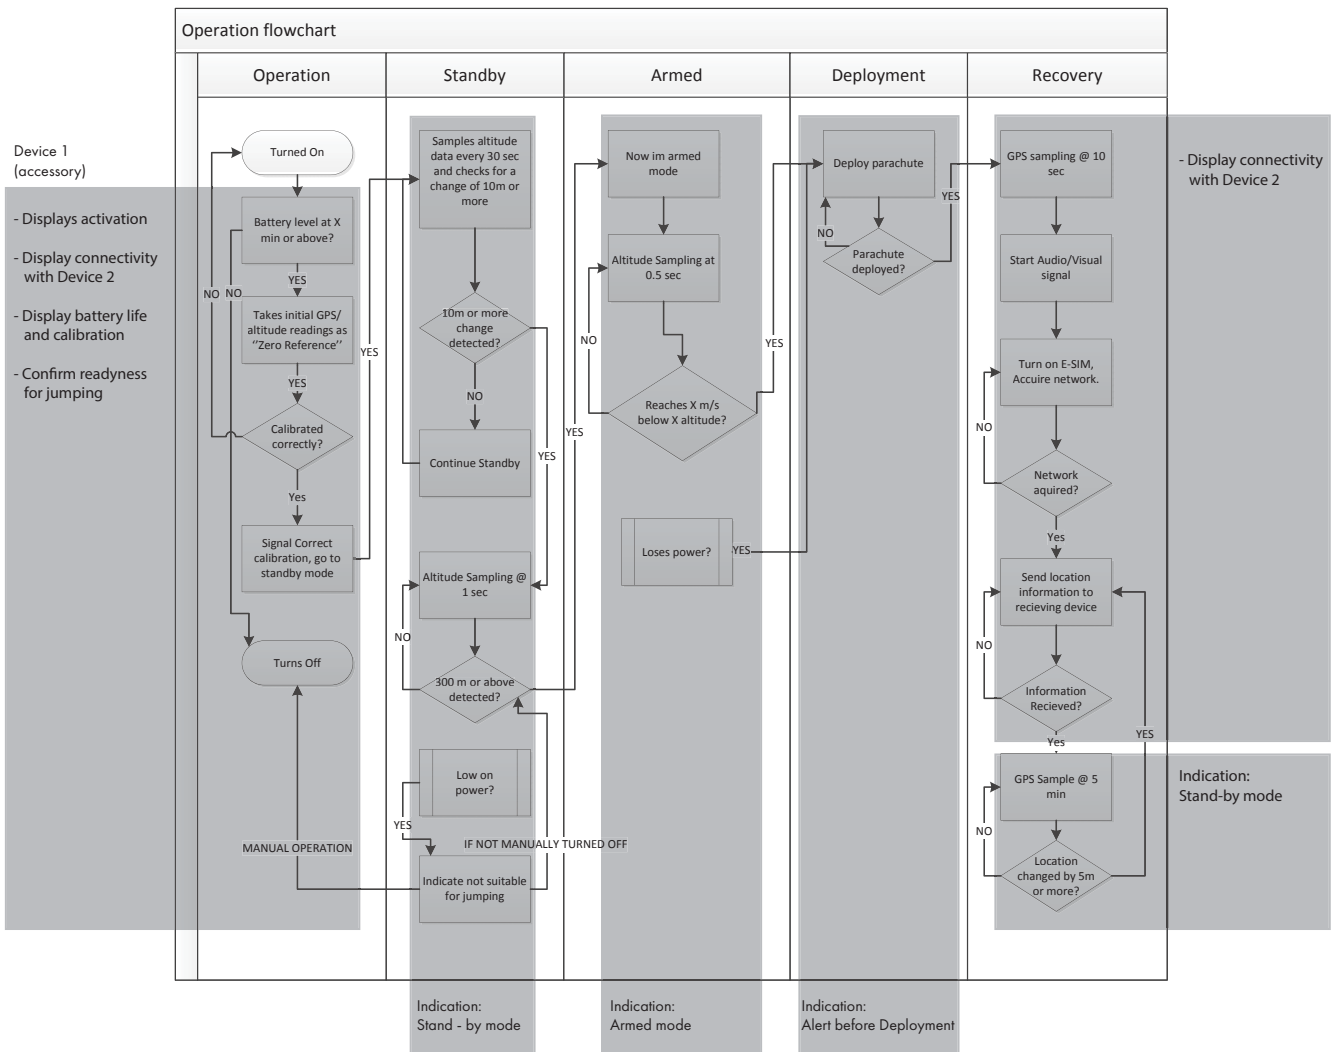 Operation flowchart
Operation
Standby
Armed
Deployment
Recovery
Device 1
(accessory)
- Displays activation
- Display connectivity
with Device 2
- Display battery life
and calibration
- Confirm readyness
for jumping
Turned On
Battery level at X
min or above?
YES
NO
NO
Takes initial GPS/
altitude readings as
"Zero Reference"
YES
Calibrated
correctly?
Yes
Signal Correct
calibration, go to
standby mode
YES
Turns Off
MANUAL OPERATION
Samples altitude
data every 30 sec
and checks for a
change of 10m or
more
10m or more
change
detected?
NO
YES
Continue Standby
Altitude Sampling @
1 sec
NO
300 m or above
detected?
YES
Low on
power?
YES
IF NOT MANUALLY TURNED OFF
Indicate not suitable
for jumping
Indication:
Stand - by mode
Now im armed
mode
Altitude Sampling at
0.5 sec
NO
YES
Reaches X m/s
below X altitude?
Loses power?
YES
Indication:
Armed mode
Deploy parachute
NO
YES
Parachute
deployed?
Indication:
Alert before Deployment
GPS sampling @ 10
sec
Start Audio/Visual
signal
Turn on E-SIM,
Accuire network.
NO
Network
aquired?
Yes
Send location
information to
recieving device
NO
Information
Recieved?
Yes
YES
GPS Sample @ 5
min
NO
Location
changed by 5m
or more?
- Display connectivity
with Device 2
Indication:
Stand-by mode